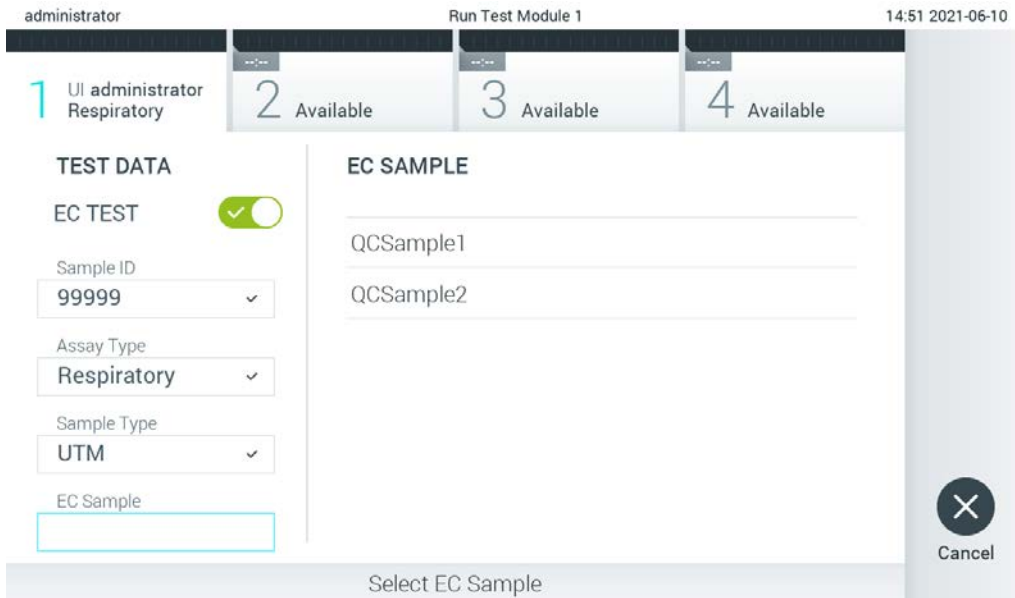 administrator
Run Test Module 1
14:51 2021-06-10
1
UI administrator
Respiratory
--:--
2 Available
--:--
3 Available
--:--
4 Available
TEST DATA
EC TEST
Sample ID
99999
Assay Type
Respiratory
Sample Type
UTM
EC Sample
EC SAMPLE
QCSample1
QCSample2
Cancel
Select EC Sample